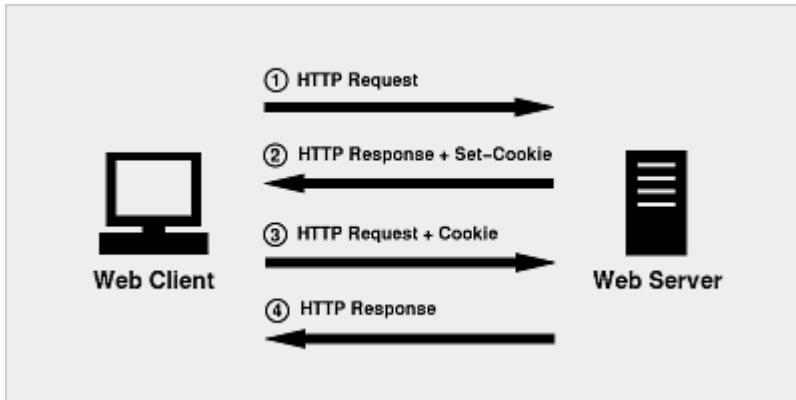 ① HTTP Request
② HTTP Response + Set-Cookie
③ HTTP Request + Cookie
④ HTTP Response
Web Client
Web Server